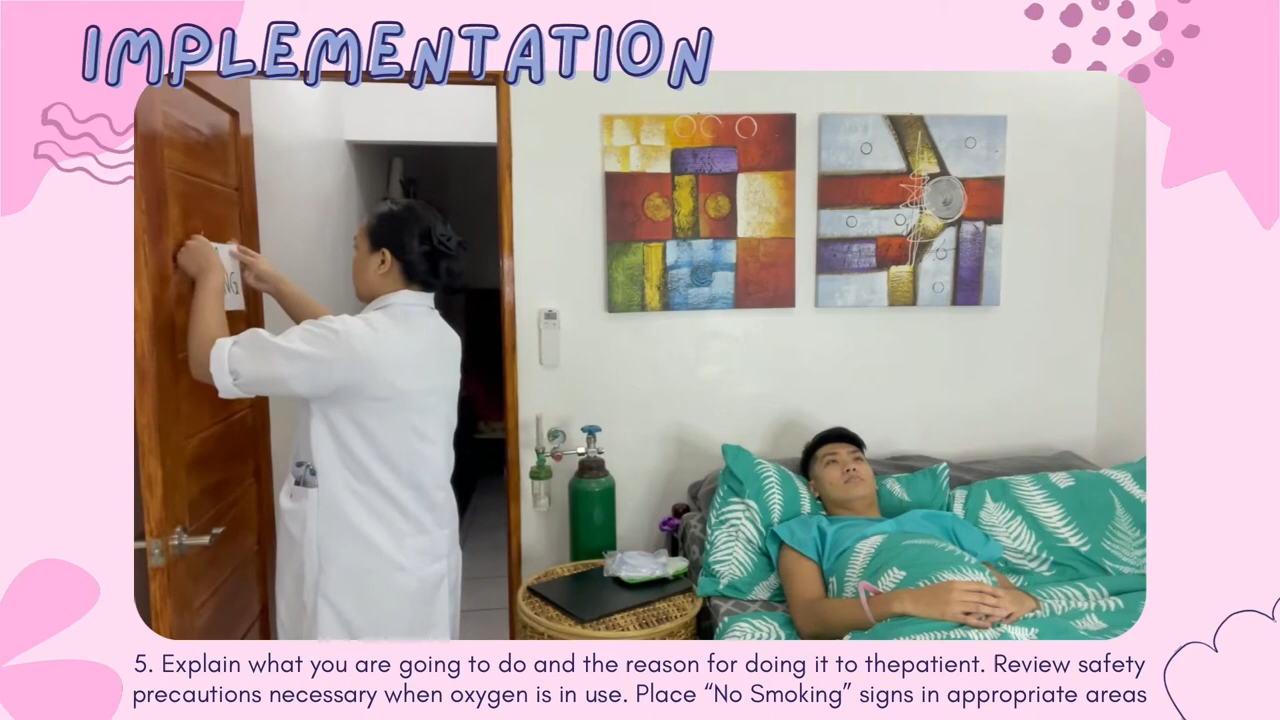 IMPLEMENTATION
NG
5. Explain what you are going to do and the reason for doing it to thepatient. Review safety
precautions necessary when oxygen is in use. Place “No Smoking” signs in appropriate areas